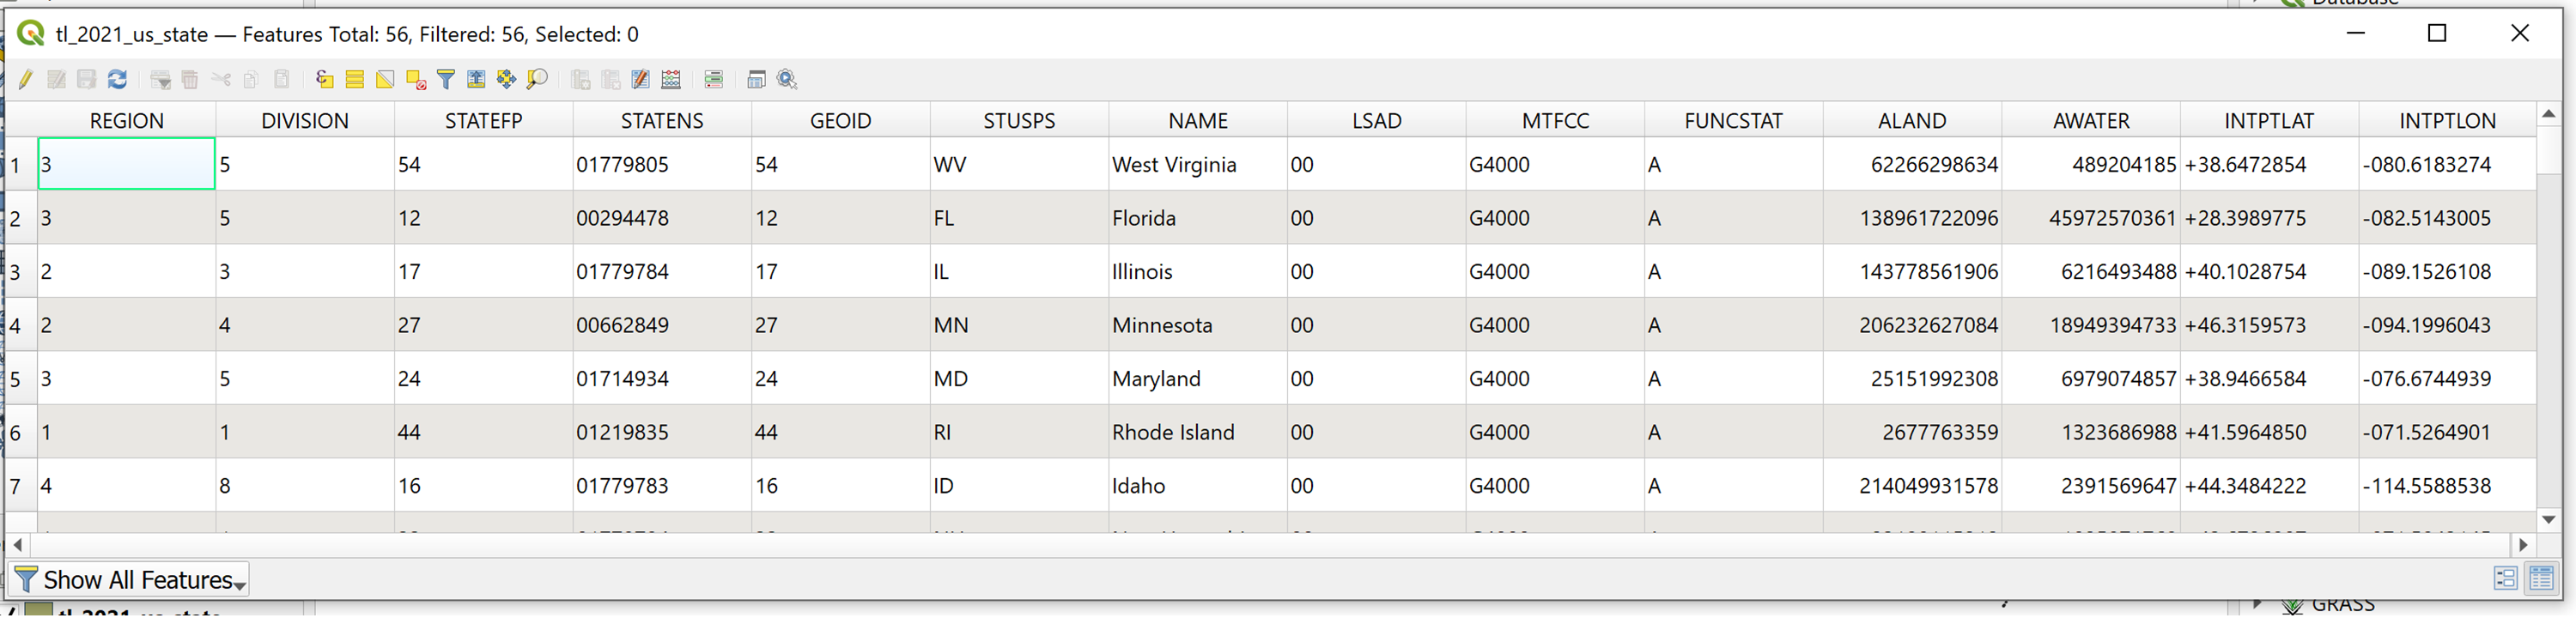 Database
tl_2021_us_state — Features Total: 56, Filtered: 56, Selected: 0
REGION DIVISION STATEFP STATENS GEOID STUSPS NAME LSAD MTFCC FUNCSTAT ALAND AWATER INTPTLAT INTPTLON
1 3 5 54 01779805 54 WV West Virginia 00 G4000 A 62266298634 489204185 +38.6472854 -080.6183274
2 3 5 12 00294478 12 FL Florida 00 G4000 A 138961722096 45972570361 +28.3989775 -082.5143005
3 2 3 17 01779784 17 IL Illinois 00 G4000 A 143778561906 6216493488 +40.1028754 -089.1526108
4 2 4 27 00662849 27 MN Minnesota 00 G4000 A 206232627084 18949394733 +46.3159573 -094.1996043
5 3 5 24 01714934 24 MD Maryland 00 G4000 A 25151992308 6979074857 +38.9466584 -076.6744939
6 1 1 44 01219835 44 RI Rhode Island 00 G4000 A 2677763359 1323686988 +41.5964850 -071.5264901
7 4 8 16 01779783 16 ID Idaho 00 G4000 A 214049931578 2391569647 +44.3484222 -114.5588538
Show All Features
tl_2021_us_state
GRASS